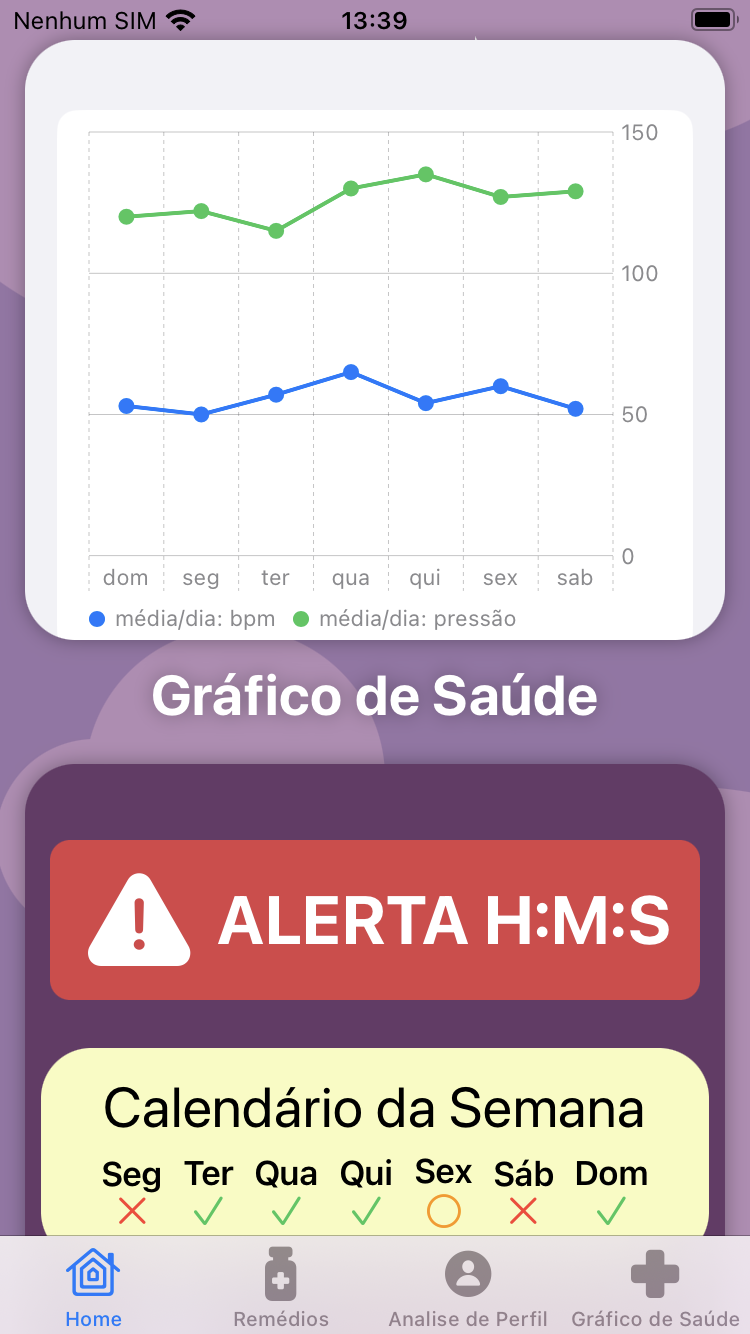 Nenhum SIM 13:39
150
100
50
0
dom seg ter qua qui sex sab
média/dia: bpm média/dia: pressão
Gráfico de Saúde
ALERTA H:M:S
Calendário da Semana
Seg Ter Qua Qui Sex Sáb Dom
Home Remédios Analise de Perfil Gráfico de Saúde